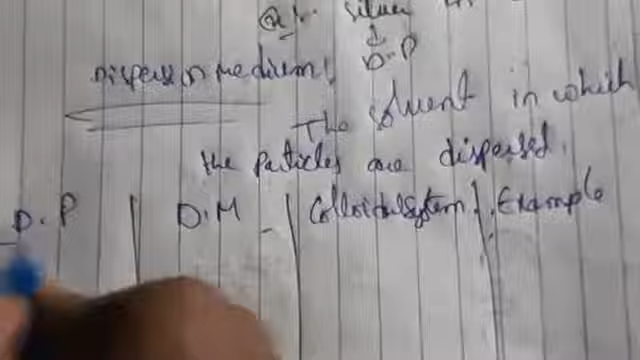 silver
D.P
Dispersion medium:
The solvent in which
the particles are dispersed.
D.P | D.M | Colloidal System | Example